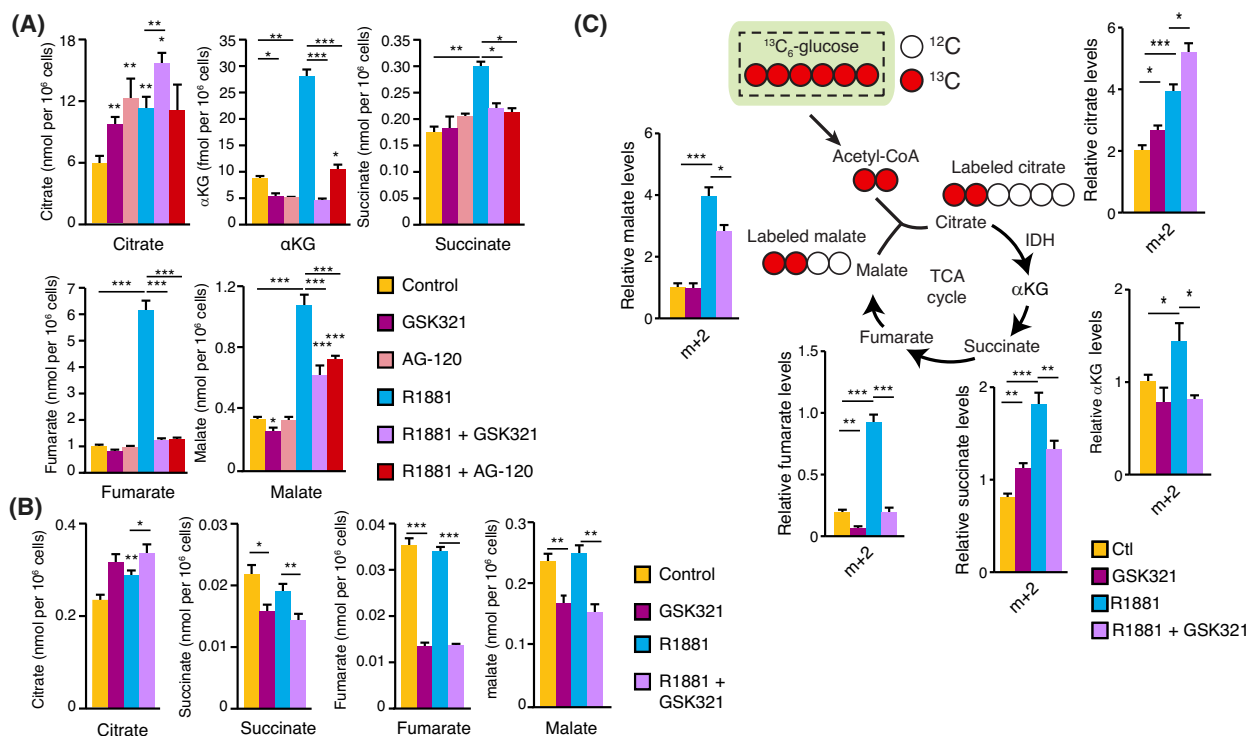 (A)
Citrate (nmol per 10⁶ cells)
18
12
6
0
**
**
**
**
*
Citrate
αKG (fmol per 10⁶ cells)
35
30
25
20
15
10
5
0
**
*
***
***
*
αKG
Succinate (nmol per 10⁶ cells)
0.35
0.30
0.20
0.10
0.00
**
*
*
Succinate
Fumarate (nmol per 10⁶ cells)
7
6
5
4
3
2
1
0
***
***
***
Fumarate
Malate (nmol per 10⁶ cells)
1.2
0.8
0.4
0
***
***
***
***
***
*
Malate
Control
GSK321
AG-120
R1881
R1881 + GSK321
R1881 + AG-120
(B)
Citrate (nmol per 10⁶ cells)
0.4
0.2
0
*
**
Citrate
Succinate (nmol per 10⁶ cells)
0.03
0.02
0.01
0.00
*
**
Succinate
Fumarate (nmol per 10⁶ cells)
0.04
0.03
0.02
0.01
0.00
***
***
Fumarate
malate (nmol per 10⁶ cells)
0.3
0.2
0.1
0.00
**
**
Malate
Control
GSK321
R1881
R1881 +
GSK321
(C)
¹³C₆-glucose
¹²C
¹³C
Acetyl-CoA
Labeled citrate
Citrate
IDH
αKG
TCA
cycle
Succinate
Fumarate
Malate
Labeled malate
Relative malate levels
6
4
2
0
***
*
m+2
Relative citrate levels
6
4
2
0
*
***
*
m+2
Relative αKG levels
2
1
0
*
*
m+2
Relative fumarate levels
1.5
1.0
0.5
0
***
**
***
m+2
Relative succinate levels
2
1
0
***
**
**
m+2
Ctl
GSK321
R1881
R1881 + GSK321